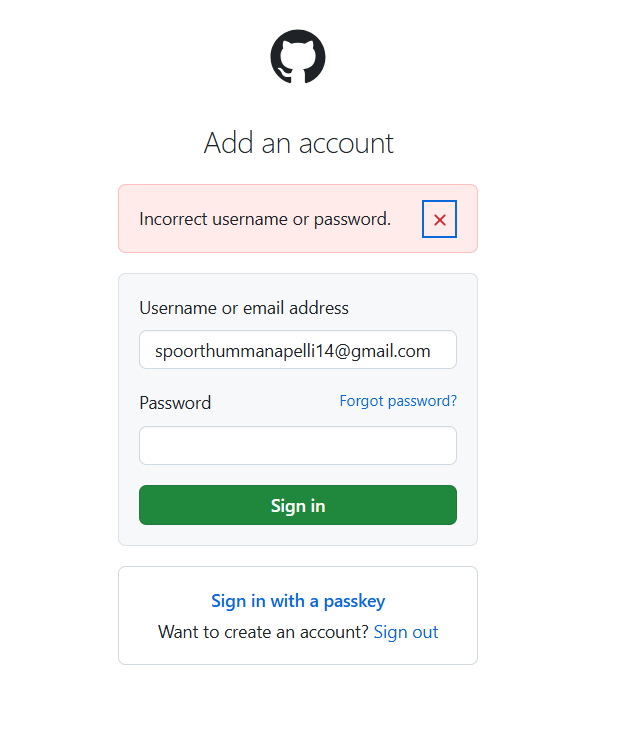 Add an account
Incorrect username or password.
Username or email address
spoorthummanapelli14@gmail.com
Password
Forgot password?
Sign in
Sign in with a passkey
Want to create an account? Sign out